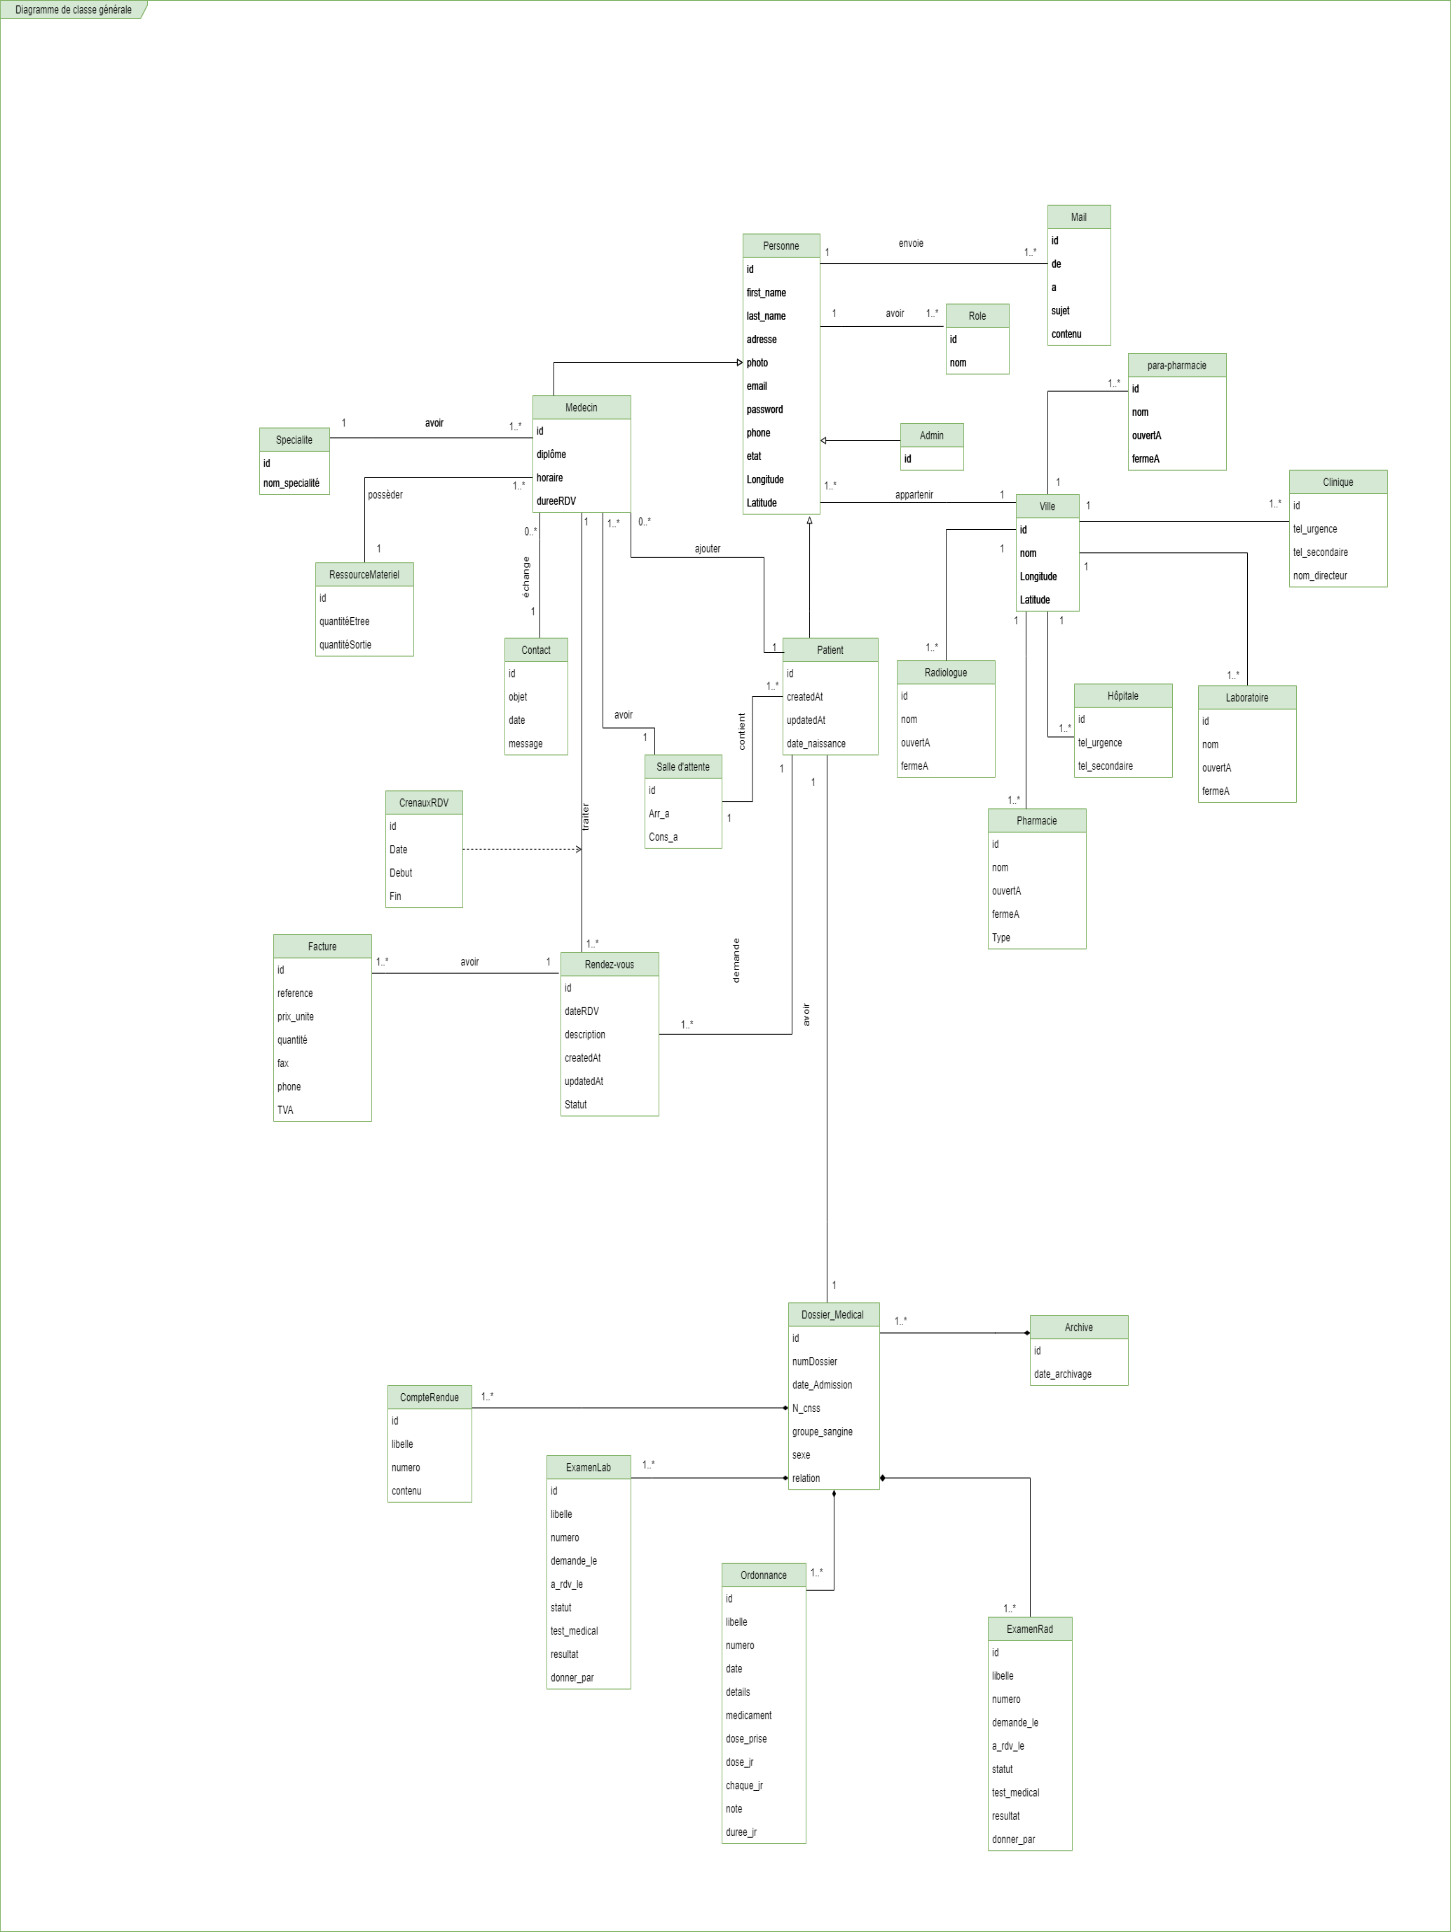 Diagramme de classe générale
Mail
id
de
a
sujet
contenu
envoie
1
1..*
Personne
id
first_name
last_name
adresse
photo
email
password
phone
etat
Longitude
Latitude
1
avoir
1..*
Role
id
nom
Admin
id
para-pharmacie
id
nom
ouvertA
fermeA
1..*
1
Medecin
id
diplôme
horaire
dureeRDV
1
avoir
1..*
Specialite
id
nom_specialité
posséder
1..*
1
RessourceMateriel
id
quantitéEtree
quantitéSortie
1..*
appartenir
1
Ville
id
nom
Longitude
Latitude
1
1..*
Clinique
id
tel_urgence
tel_secondaire
nom_directeur
1
1
1
1
0..*
échange
1
Contact
id
objet
date
message
1
1..*
0..*
ajouter
1
Patient
id
createdAt
updatedAt
date_naissance
1..*
Radiologue
id
nom
ouvertA
fermeA
1..*
Hôpitale
id
tel_urgence
tel_secondaire
1..*
Laboratoire
id
nom
ouvertA
fermeA
avoir
1
1..*
contient
1
Salle d'attente
id
Arr_a
Cons_a
1
1
1..*
Pharmacie
id
nom
ouvertA
fermeA
Type
CrenauxRDV
id
Date
Debut
Fin
traiter
1..*
Facture
id
reference
prix_unite
quantité
fax
phone
TVA
1..*
avoir
1
Rendez-vous
id
dateRDV
description
createdAt
updatedAt
Statut
demande
1..*
avoir
1
Dossier_Medical
id
numDossier
date_Admission
N_cnss
groupe_sangine
sexe
relation
1..*
Archive
id
date_archivage
CompteRendue
id
libelle
numero
contenu
1..*
ExamenLab
id
libelle
numero
demande_le
a_rdv_le
statut
test_medical
resultat
donner_par
1..*
Ordonnance
id
libelle
numero
date
details
medicament
dose_prise
dose_jr
chaque_jr
note
duree_jr
1..*
1..*
ExamenRad
id
libelle
numero
demande_le
a_rdv_le
statut
test_medical
resultat
donner_par